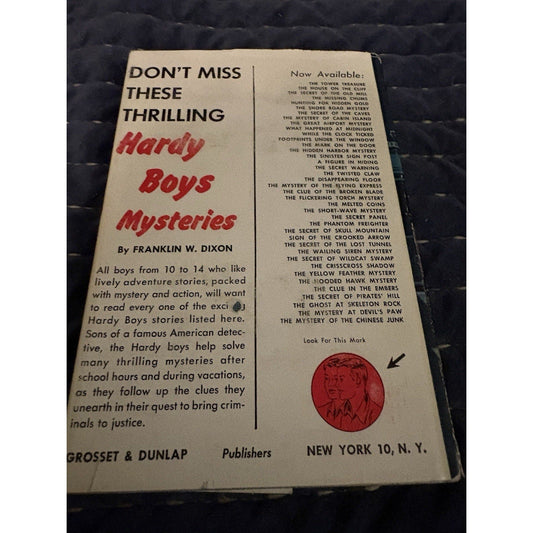 DON'T MISS
THESE
THRILLING
Hardy
Boys
Mysteries
By FRANKLIN W. DIXON
All boys from 10 to 14 who like
lively adventure stories, packed
with mystery and action, will want
to read every one of the
Hardy Boys stories listed here.
Sons of a famous American detec-
tive, the Hardy boys help solve
many thrilling mysteries after
school hours and during vacations,
as they follow up the clues they
unearth in their quest to bring crim-
inals to justice.
Now Available:
THE TOWER TREASURE
THE HOUSE ON THE CLIFF
THE SECRET OF THE OLD MILL
THE MISSING CHUMS
HUNTING FOR HIDDEN GOLD
THE SHORE ROAD MYSTERY
THE SECRET OF THE CAVES
THE MYSTERY OF CABIN ISLAND
THE GREAT AIRPORT MYSTERY
WHAT HAPPENED AT MIDNIGHT
WHILE THE CLOCK TICKED
FOOTPRINTS UNDER THE WINDOW
THE MARK ON THE DOOR
THE HIDDEN HARBOR MYSTERY
THE SINISTER SIGN POST
A FIGURE IN HIDING
THE SECRET WARNING
THE TWISTED CLAW
THE DISAPPEARING FLOOR
THE MYSTERY OF THE FLYING EXPRESS
THE CLUE OF THE BROKEN BLADE
THE FLICKERING TORCH MYSTERY
THE MELTED COINS
THE SHORT-WAVE MYSTERY
THE SECRET PANEL
THE PHANTOM FREIGHTER
THE SECRET OF SKULL MOUNTAIN
SIGN OF THE CROOKED ARROW
THE SECRET OF THE LOST TUNNEL
THE WAILING SIREN MYSTERY
THE SECRET OF WILDCAT SWAMP
THE CRISSCROSS SHADOW
THE YELLOW FEATHER MYSTERY
THE HOODED HAWK MYSTERY
THE CLUE IN THE EMBERS
THE SECRET OF PIRATES' HILL
THE GHOST AT SKELETON ROCK
THE MYSTERY AT DEVIL'S PAW
THE MYSTERY OF THE CHINESE JUNK
Look For This Mark
GROSSET & DUNLAP Publishers NEW YORK 10, N. Y.